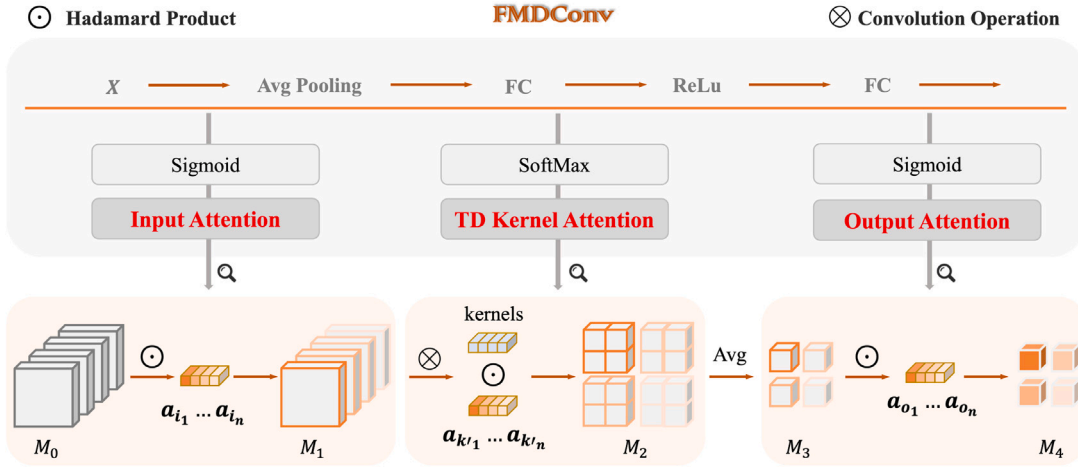 ⊙ Hadamard Product
FMDConv
⊗ Convolution Operation
X Avg Pooling FC ReLu FC
Sigmoid SoftMax Sigmoid
Input Attention TD Kernel Attention Output Attention
kernels
Avg
a_{i_1} ... a_{i_n}
a_{k'_1} ... a_{k'_n}
a_{o_1} ... a_{o_n}
M_0 M_1 M_2 M_3 M_4